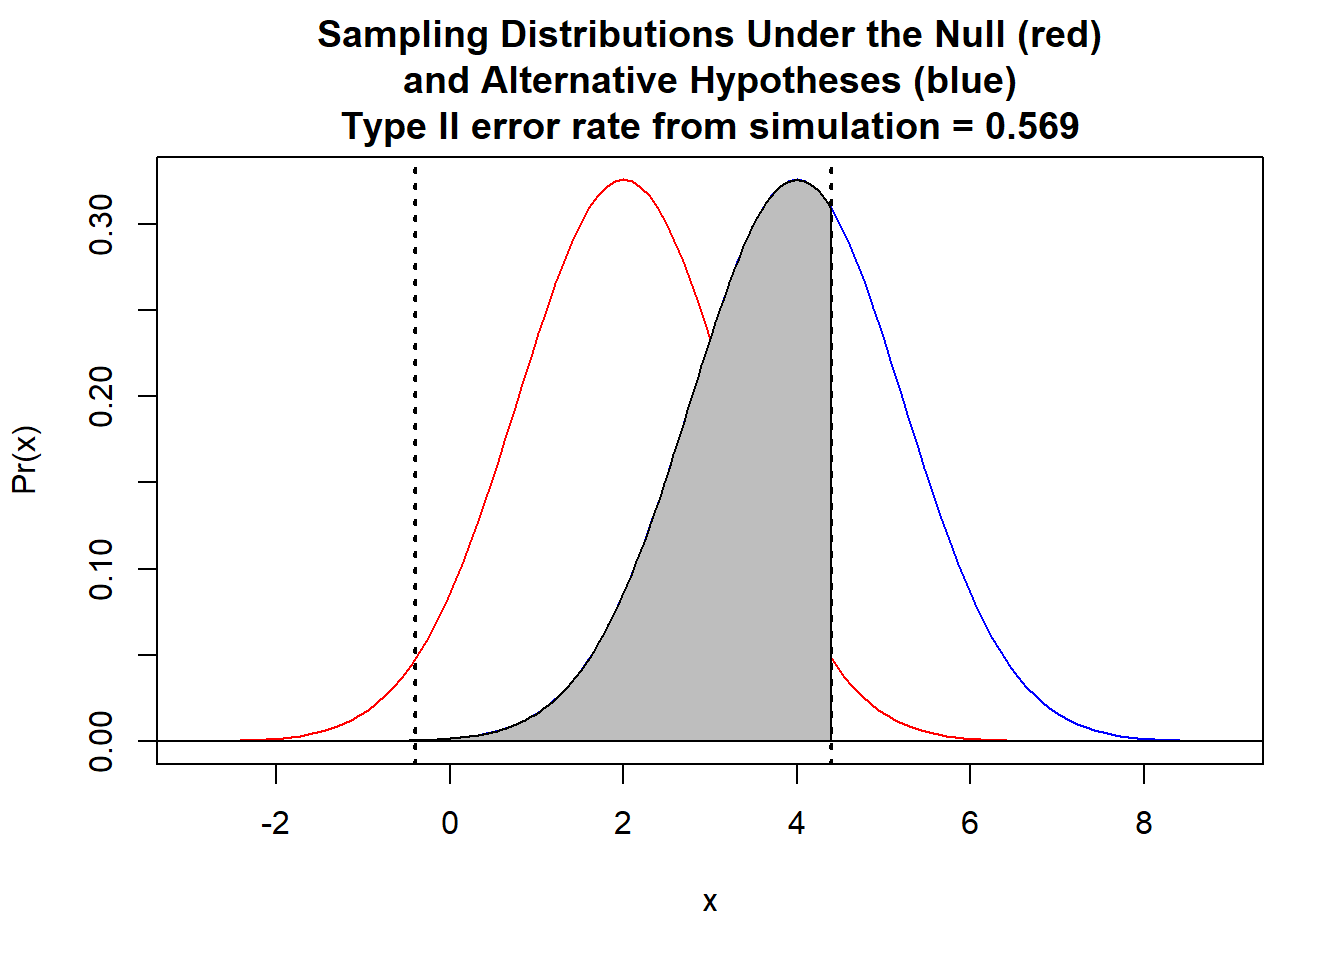 Sampling Distributions Under the Null (red)
and Alternative Hypotheses (blue)
Type II error rate from simulation = 0.569
Pr(x)
0.30
0.20
0.10
0.00
-2 0 2 4 6 8
x